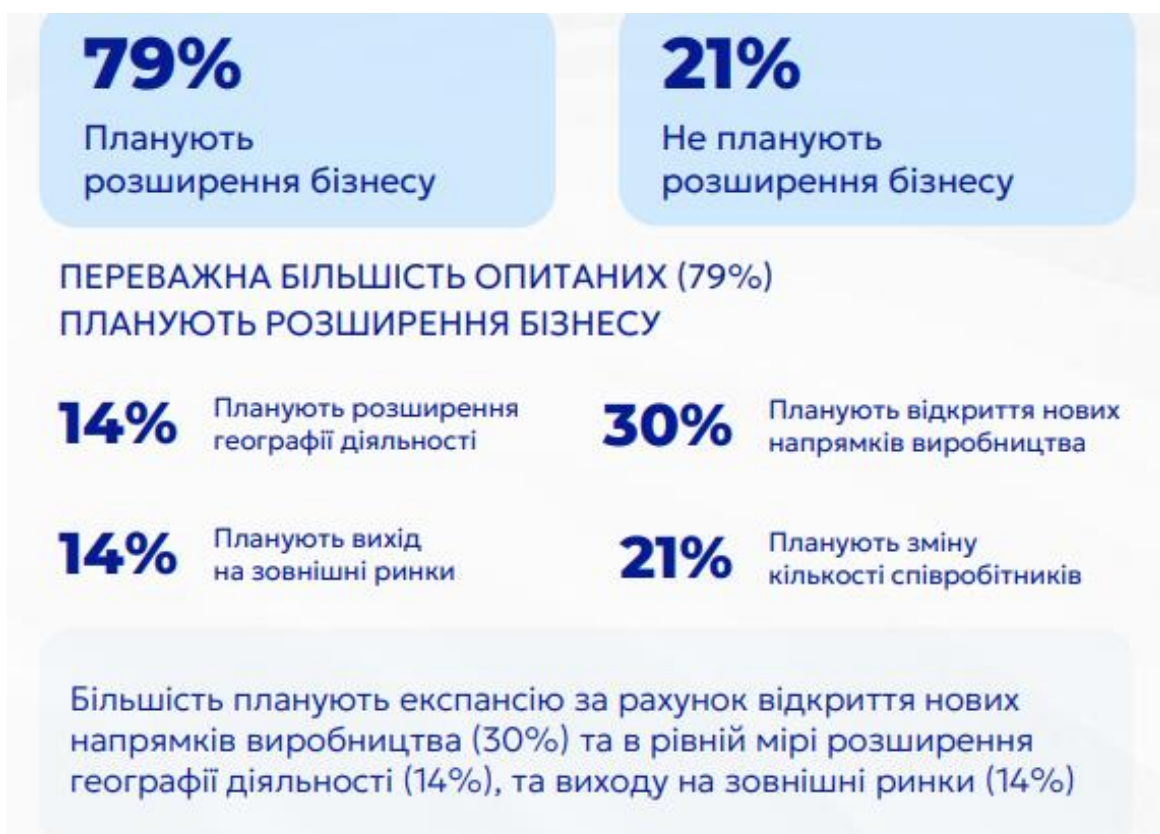 79%
Планують
розширення бізнесу
21%
Не планують
розширення бізнесу
ПЕРЕВАЖНА БІЛЬШІСТЬ ОПИТАНИХ (79%)
ПЛАНУЮТЬ РОЗШИРЕННЯ БІЗНЕСУ
14%
Планують розширення
географії діяльності
30%
Планують відкриття нових
напрямків виробництва
14%
Планують вихід
на зовнішні ринки
21%
Планують зміну
кількості співробітників
Більшість планують експансію за рахунок відкриття нових
напрямків виробництва (30%) та в рівній мірі розширення
географії діяльності (14%), та виходу на зовнішні ринки (14%)